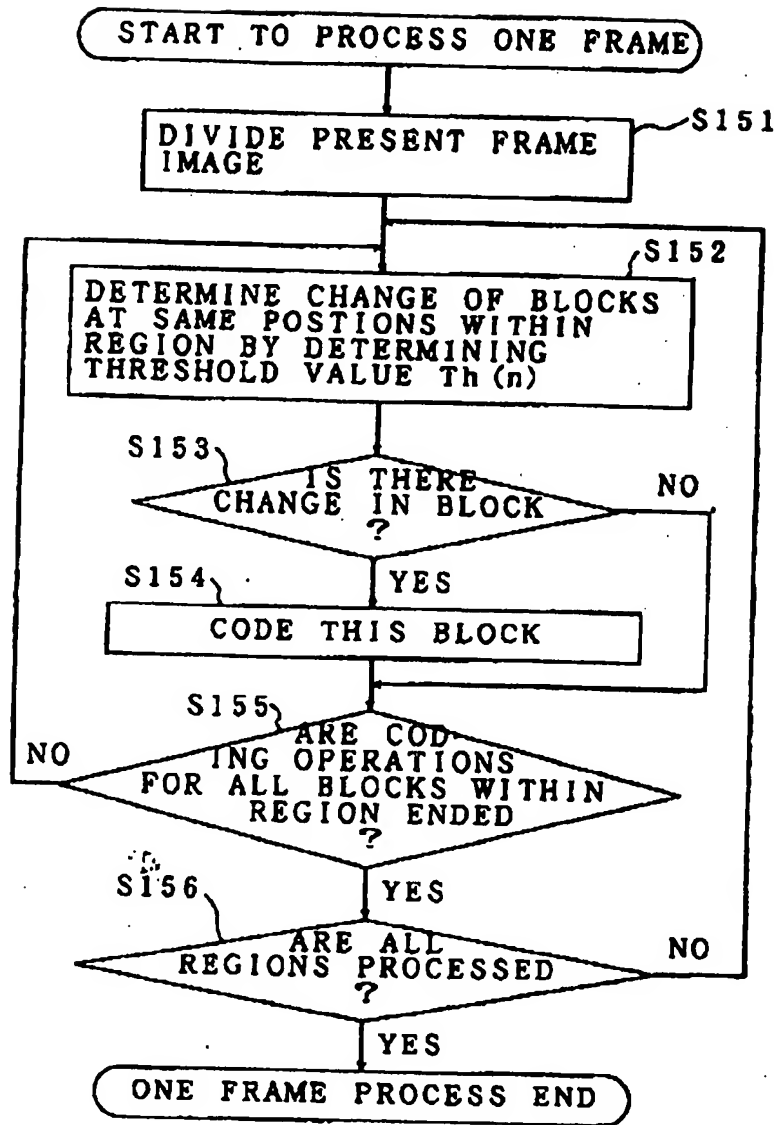 START TO PROCESS ONE FRAME
S151
DIVIDE PRESENT FRAME
IMAGE
S152
DETERMINE CHANGE OF BLOCKS
AT SAME POSTIONS WITHIN
REGION BY DETERMINING
THRESHOLD VALUE Th(n)
S153
IS THERE
CHANGE IN BLOCK
?
NO
YES
S154
CODE THIS BLOCK
S155
ARE COD-
ING OPERATIONS
FOR ALL BLOCKS WITHIN
REGION ENDED
?
NO
YES
S156
ARE ALL
REGIONS PROCESSED
?
NO
YES
ONE FRAME PROCESS END